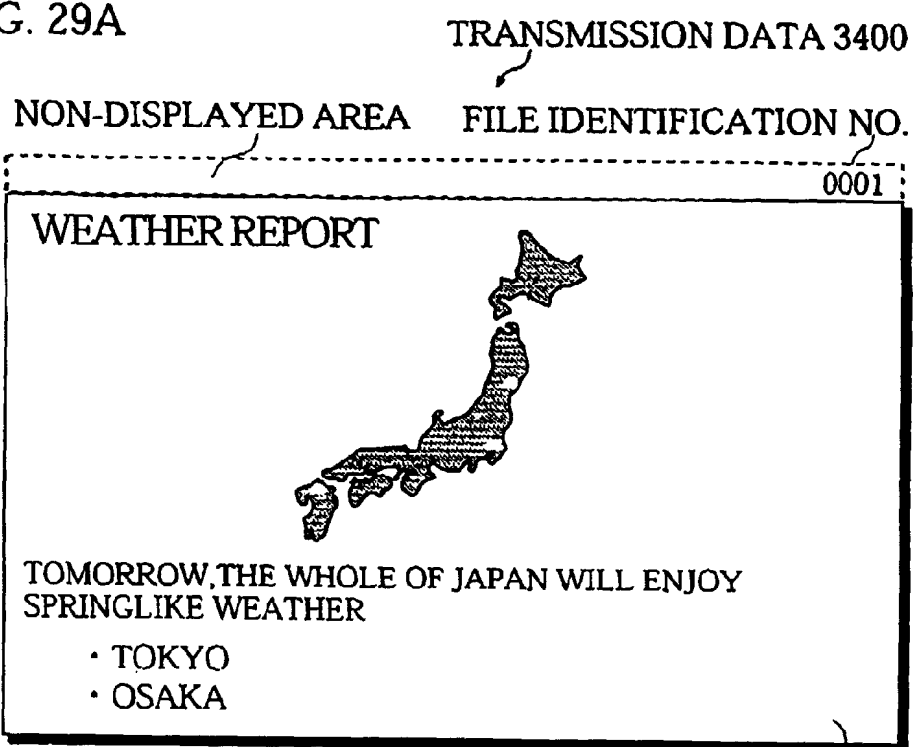 G. 29A
TRANSMISSION DATA 3400
NON-DISPLAYED AREA
FILE IDENTIFICATION NO.
0001
WEATHER REPORT
TOMORROW,THE WHOLE OF JAPAN WILL ENJOY
SPRINGLIKE WEATHER
· TOKYO
· OSAKA